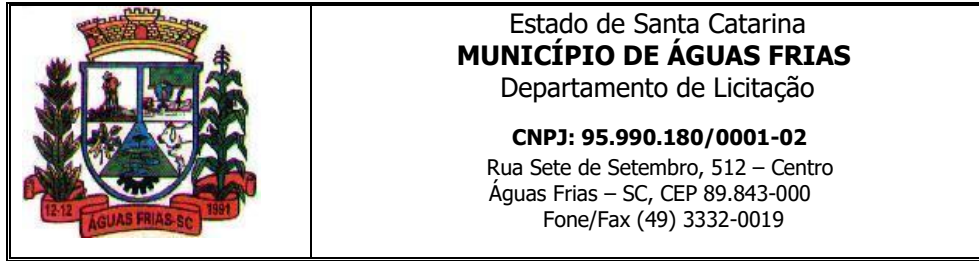 12-12
ÁGUAS FRIAS-SC
1991
Estado de Santa Catarina
MUNICÍPIO DE ÁGUAS FRIAS
Departamento de Licitação
CNPJ: 95.990.180/0001-02
Rua Sete de Setembro, 512 – Centro
Águas Frias – SC, CEP 89.843-000
Fone/Fax (49) 3332-0019